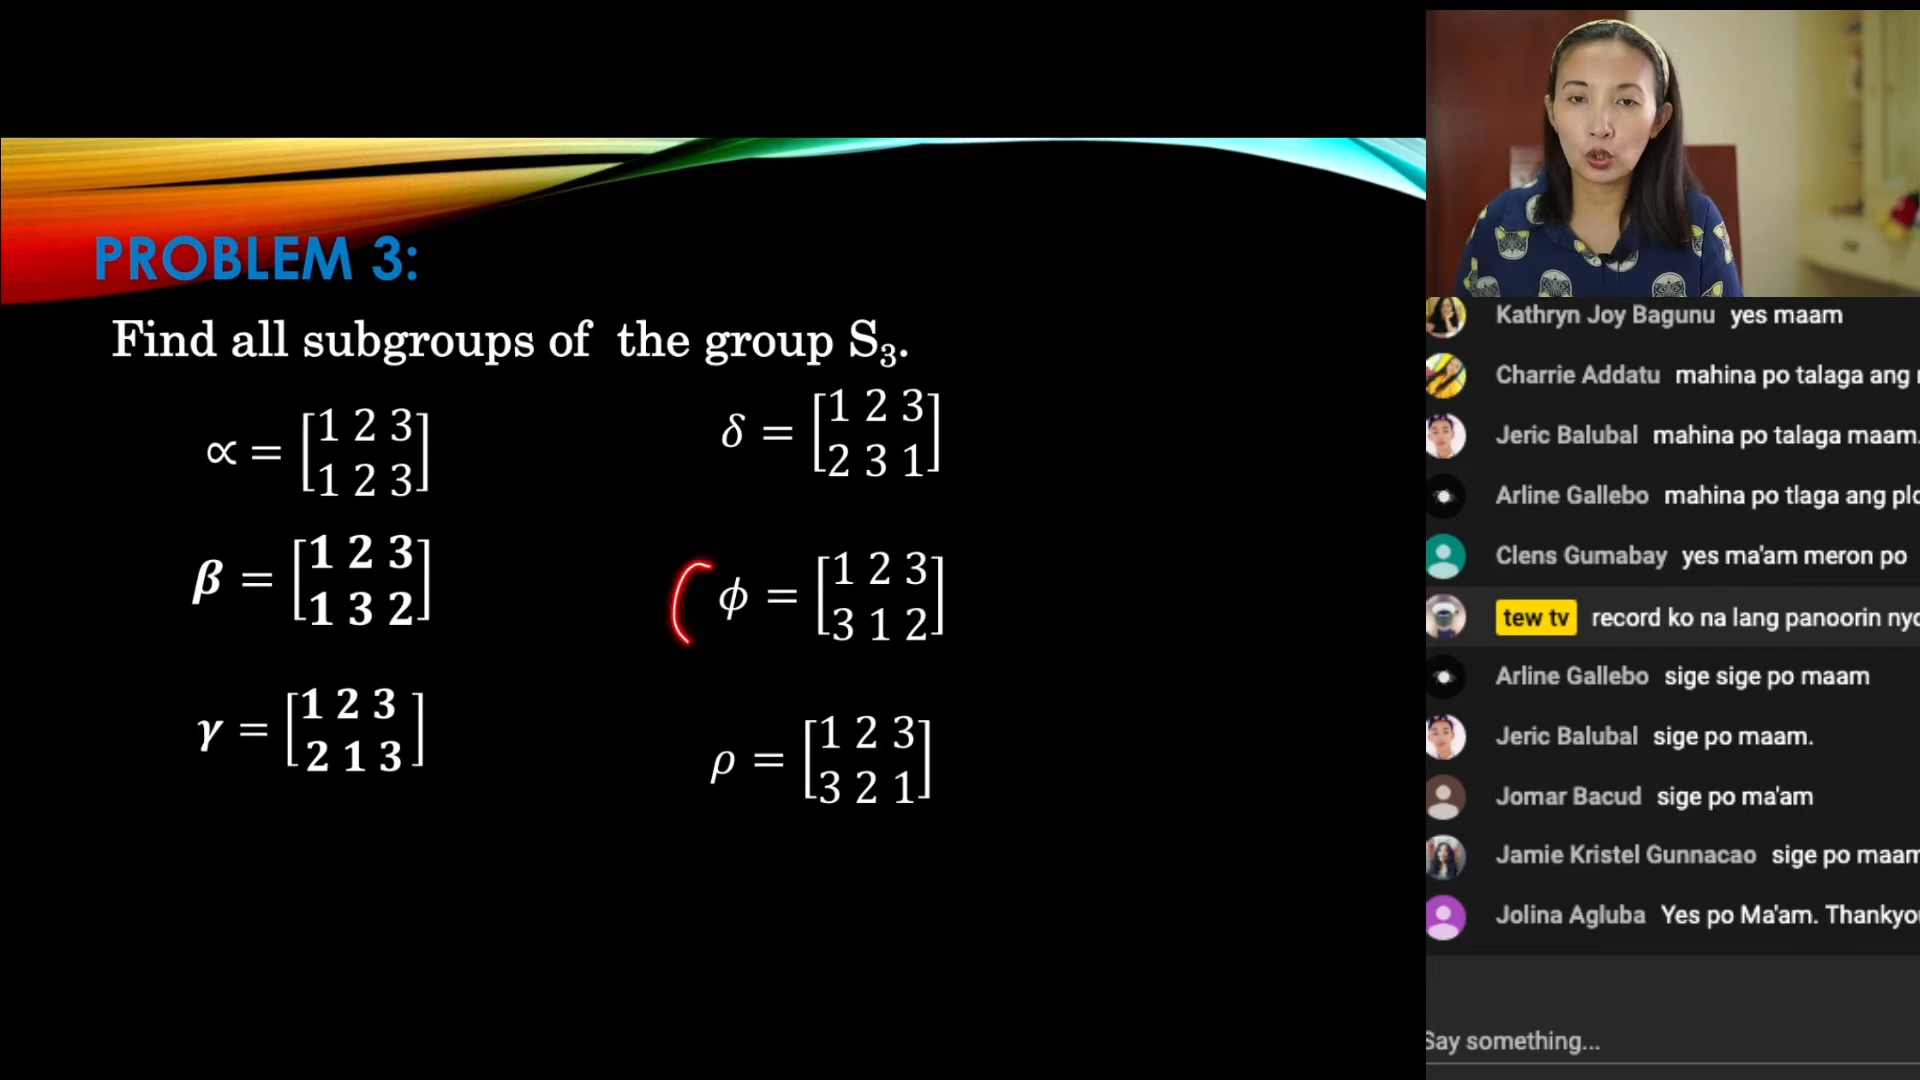 PROBLEM 3:
Find all subgroups of the group S₃.
∝ = [1 2 3
1 2 3]
β = [1 2 3
1 3 2]
γ = [1 2 3
2 1 3]
δ = [1 2 3
2 3 1]
ϕ = [1 2 3
3 1 2]
ρ = [1 2 3
3 2 1]
Kathryn Joy Bagunu yes maam
Charrie Addatu mahina po talaga ang
Jeric Balubal mahina po talaga maam.
Arline Gallebo mahina po tlaga ang
Clens Gumabay yes ma'am meron po
tew tv record ko na lang panoorin
Arline Gallebo sige sige po maam
Jeric Balubal sige po maam.
Jomar Bacud sige po ma'am
Jamie Kristel Gunnacao sige po maam
Jolina Agluba Yes po Ma'am.
Say something...